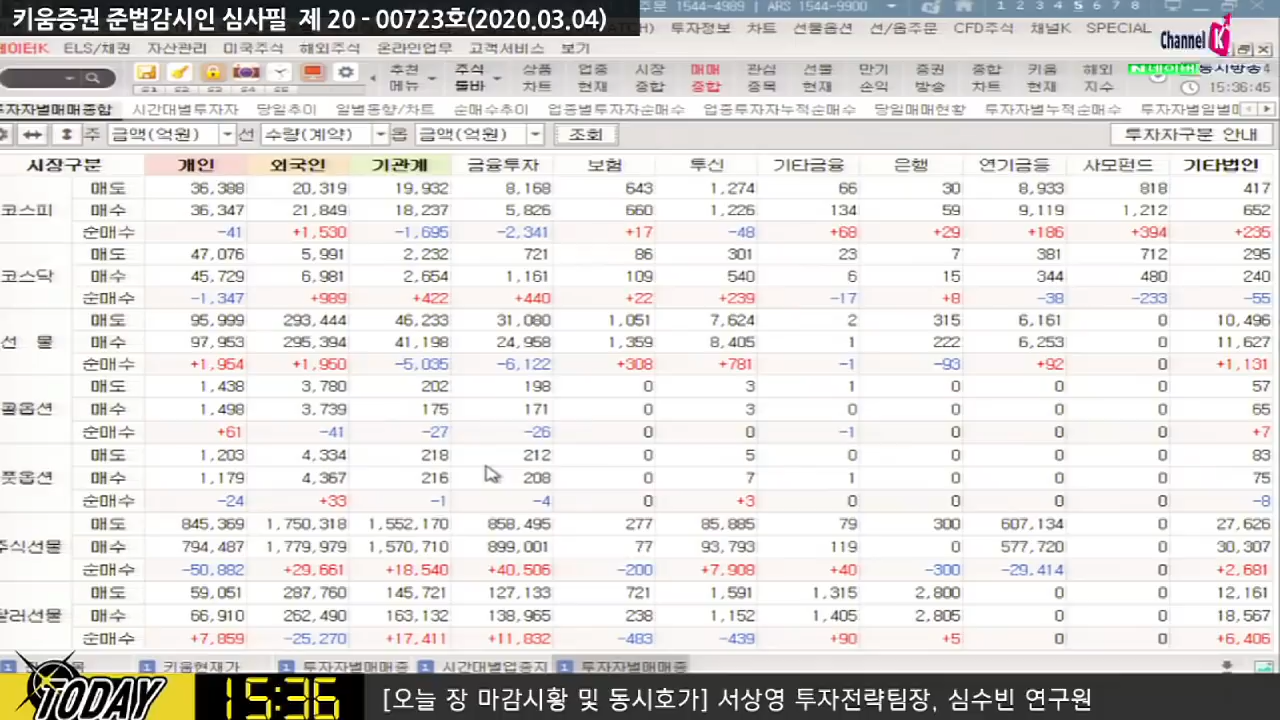 키움증권 준법감시인 심사필 제 20 - 00723호(2020.03.04)
1544-4989 | ARS 1544-9900
1 2 3 4 5 6 7 8
투자정보 차트 선물옵션 선/옵주문 CFD주식 채널K SPECIAL
Channel K
ELS/채권 자산관리 미국주식 해외주식 온라인업무 고객서비스 보기
추천 메뉴 주식 툴바 상품 차트 업종 현재 시장 종합 매매 종합 관심 종목 선물 현재 만기 손익 증권 방송 종합 차트 키움 현재 해외 지수
15:36:45
투자자별매매종합 시간대별투자자 당일추이 일별동향/차트 순매수추이 업종별투자자순매수 업종투자자누적순매수 당일매매현황 투자자별누적순매수 투자자별일별매
주 금액(억원) 선 수량(계약) 옵 금액(억원) 조회 투자자구분 안내
시장구분 개인 외국인 기관계 금융투자 보험 투신 기타금융 은행 연기금등 사모펀드 기타법인
매도 36,388 20,319 19,932 8,168 643 1,274 66 30 8,933 818 417
코스피 매수 36,347 21,849 18,237 5,826 660 1,226 134 59 9,119 1,212 652
순매수 -41 +1,530 -1,695 -2,341 +17 -48 +68 +29 +186 +394 +235
매도 47,076 5,991 2,232 721 86 301 23 7 381 712 295
코스닥 매수 45,729 6,981 2,654 1,161 109 540 6 15 344 480 240
순매수 -1,347 +989 +422 +440 +22 +239 -17 +8 -38 -233 -55
매도 95,999 293,444 46,233 31,080 1,051 7,624 2 315 6,161 0 10,496
선 물 매수 97,953 295,394 41,198 24,958 1,359 8,405 1 222 6,253 0 11,627
순매수 +1,954 +1,950 -5,035 -6,122 +308 +781 -1 -93 +92 0 +1,131
매도 1,438 3,780 202 198 0 3 1 0 0 0 57
콜옵션 매수 1,498 3,739 175 171 0 3 0 0 0 0 65
순매수 +61 -41 -27 -26 0 0 -1 0 0 0 +7
매도 1,203 4,334 218 212 0 5 0 0 0 0 83
풋옵션 매수 1,179 4,367 216 208 0 7 1 0 0 0 75
순매수 -24 +33 -1 -4 0 +3 0 0 0 0 -8
매도 845,369 1,750,318 1,552,170 858,495 277 85,885 79 300 607,134 0 27,626
주식선물 매수 794,487 1,779,979 1,570,710 899,001 77 93,793 119 0 577,720 0 30,307
순매수 -50,882 +29,661 +18,540 +40,506 -200 +7,908 +40 -300 -29,414 0 +2,681
매도 59,051 287,760 145,721 127,133 721 1,591 1,315 2,800 0 0 12,161
달러선물 매수 66,910 262,490 163,132 138,965 238 1,152 1,405 2,805 0 0 18,567
순매수 +7,859 -25,270 +17,411 +11,832 -483 -439 +90 +5 0 0 +6,406
1 키움현재가 1 투자자별매매종 1 시간대별업종지 1 투자자별매매종
TODAY 15:36 [오늘 장 마감시황 및 동시호가] 서상영 투자전략팀장, 심수빈 연구원